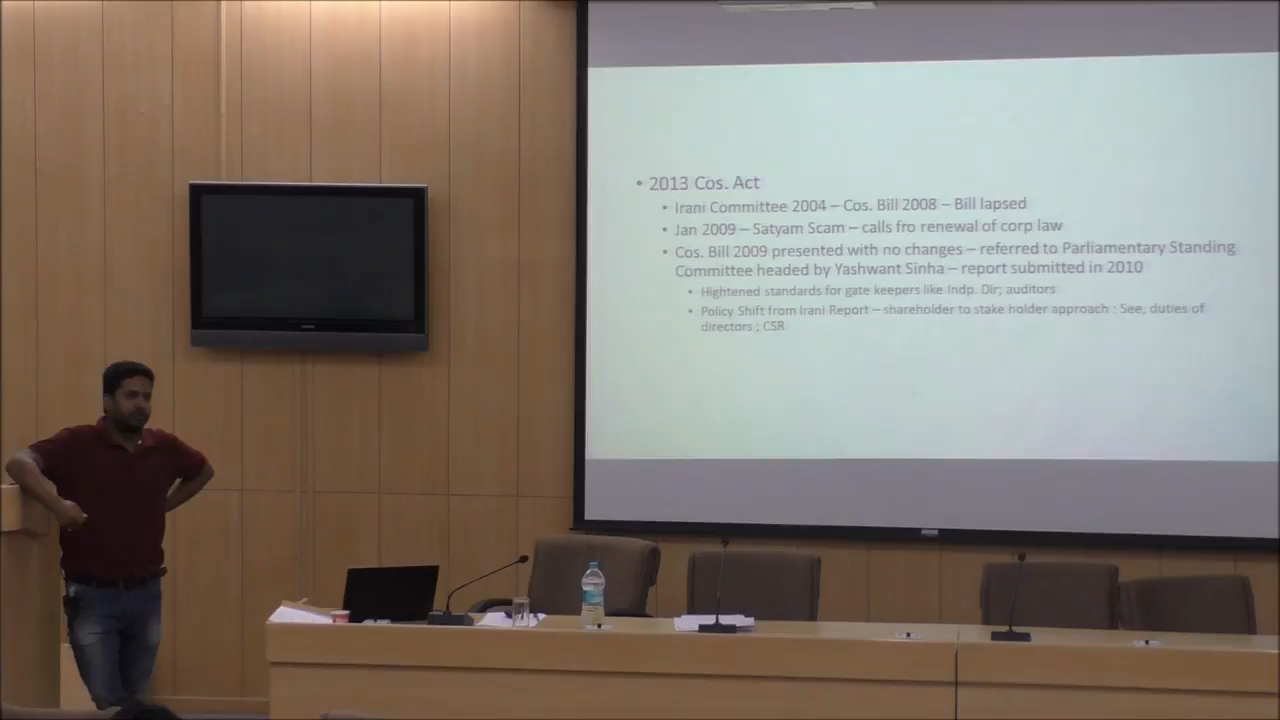 • 2013 Cos. Act
• Irani Committee 2004 – Cos. Bill 2008 – Bill lapsed
• Jan 2009 – Satyam Scam – calls fro renewal of corp law
• Cos. Bill 2009 presented with no changes – referred to Parliamentary Standing
Committee headed by Yashwant Sinha – report submitted in 2010
• Hightened standards for gate keepers like Indp. Dir; auditors
• Policy Shift from Irani Report – shareholder to stake holder approach : See, duties of
directors ; CSR